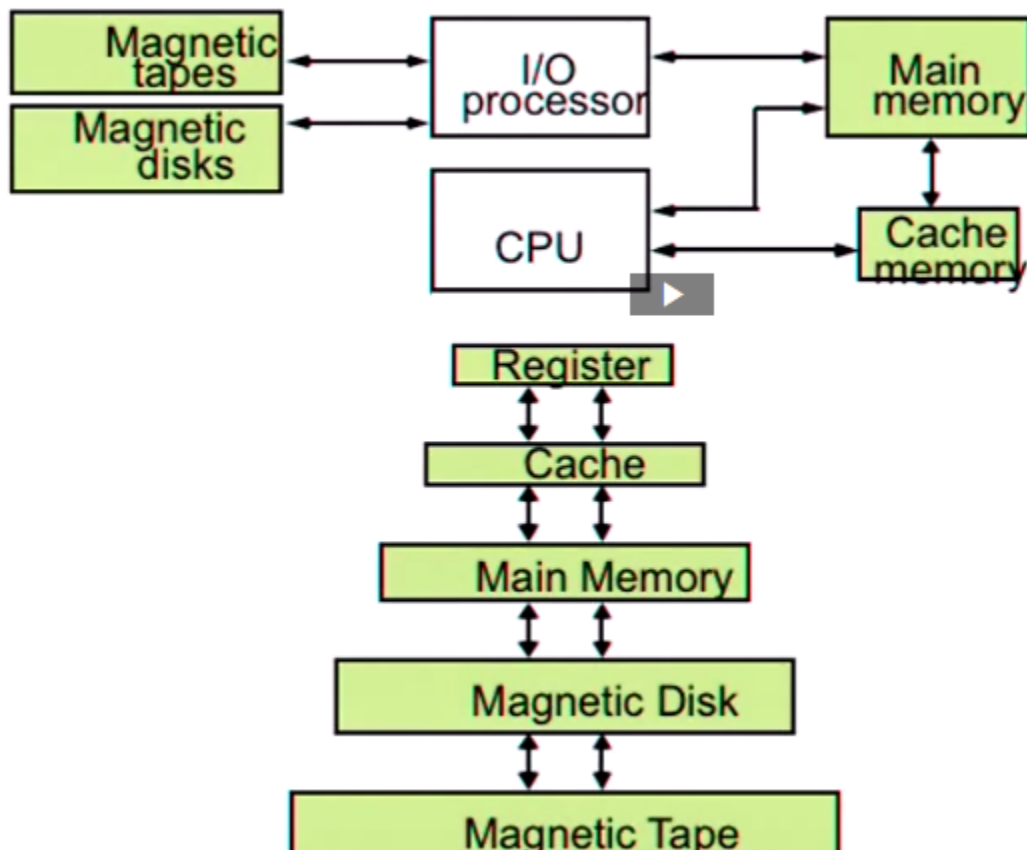 Magnetic
tapes
I/O
processor
Main
memory
Magnetic
disks
CPU
Cache
memory
Register
Cache
Main Memory
Magnetic Disk
Magnetic Tape